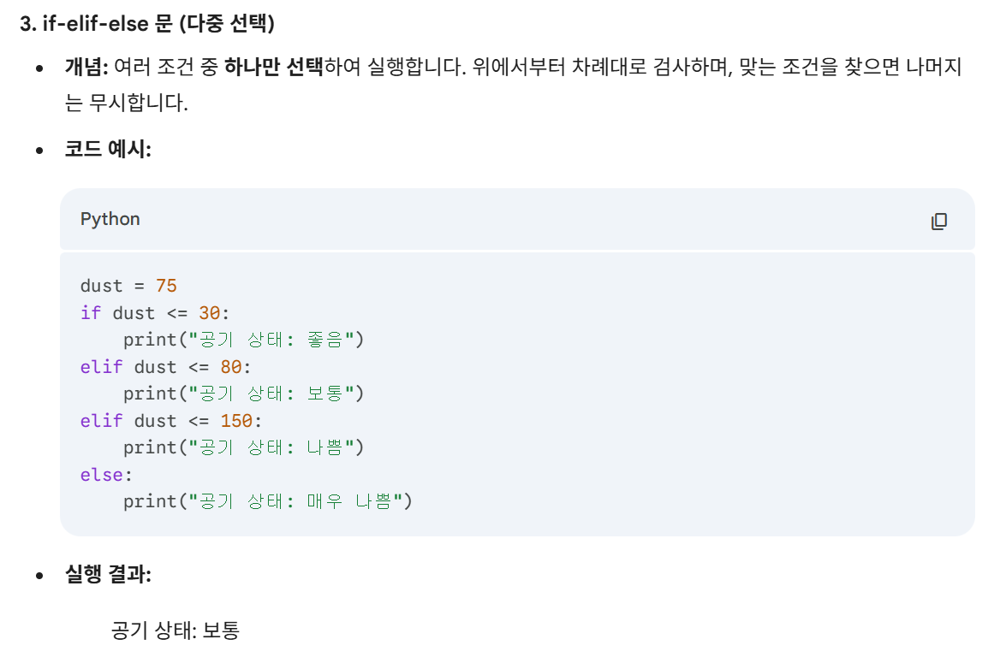 3. if-elif-else 문 (다중 선택)
개념: 여러 조건 중 하나만 선택하여 실행합니다. 위에서부터 차례대로 검사하며, 맞는 조건을 찾으면 나머지
는 무시합니다.
코드 예시:
Python
dust = 75
if dust <= 30:
    print("공기 상태: 좋음")
elif dust <= 80:
    print("공기 상태: 보통")
elif dust <= 150:
    print("공기 상태: 나쁨")
else:
    print("공기 상태: 매우 나쁨")
실행 결과:
공기 상태: 보통